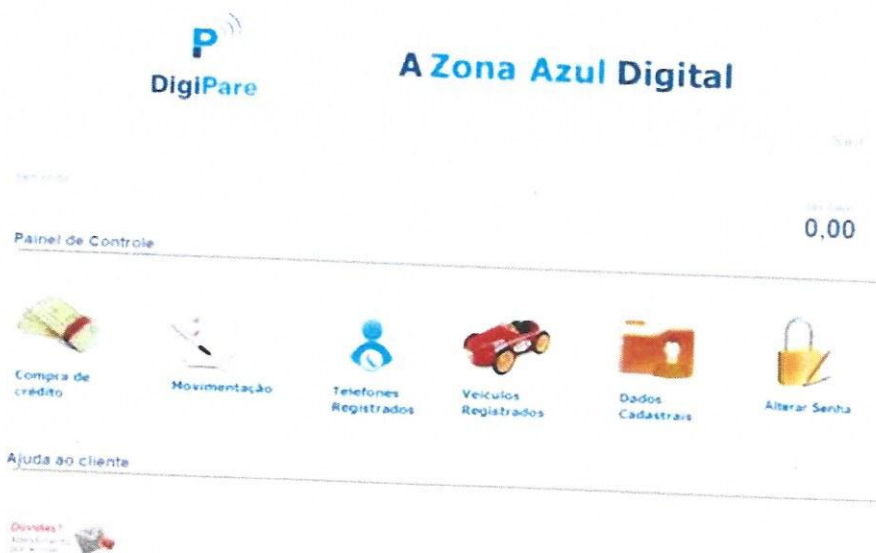 P
DigiPare
A Zona Azul Digital
Sair
0,00
Painel de Controle
Compra de
crédito
Movimentação
Telefones
Registrados
Veículos
Registrados
Dados
Cadastrais
Alterar Senha
Ajuda ao cliente
Dúvidas?